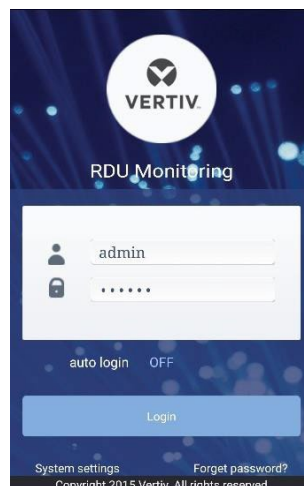 VERTIV.
RDU Monitoring
admin
••••••
auto login OFF
Login
System settings Forget password?
Copyright 2015 Vertiv. All rights reserved